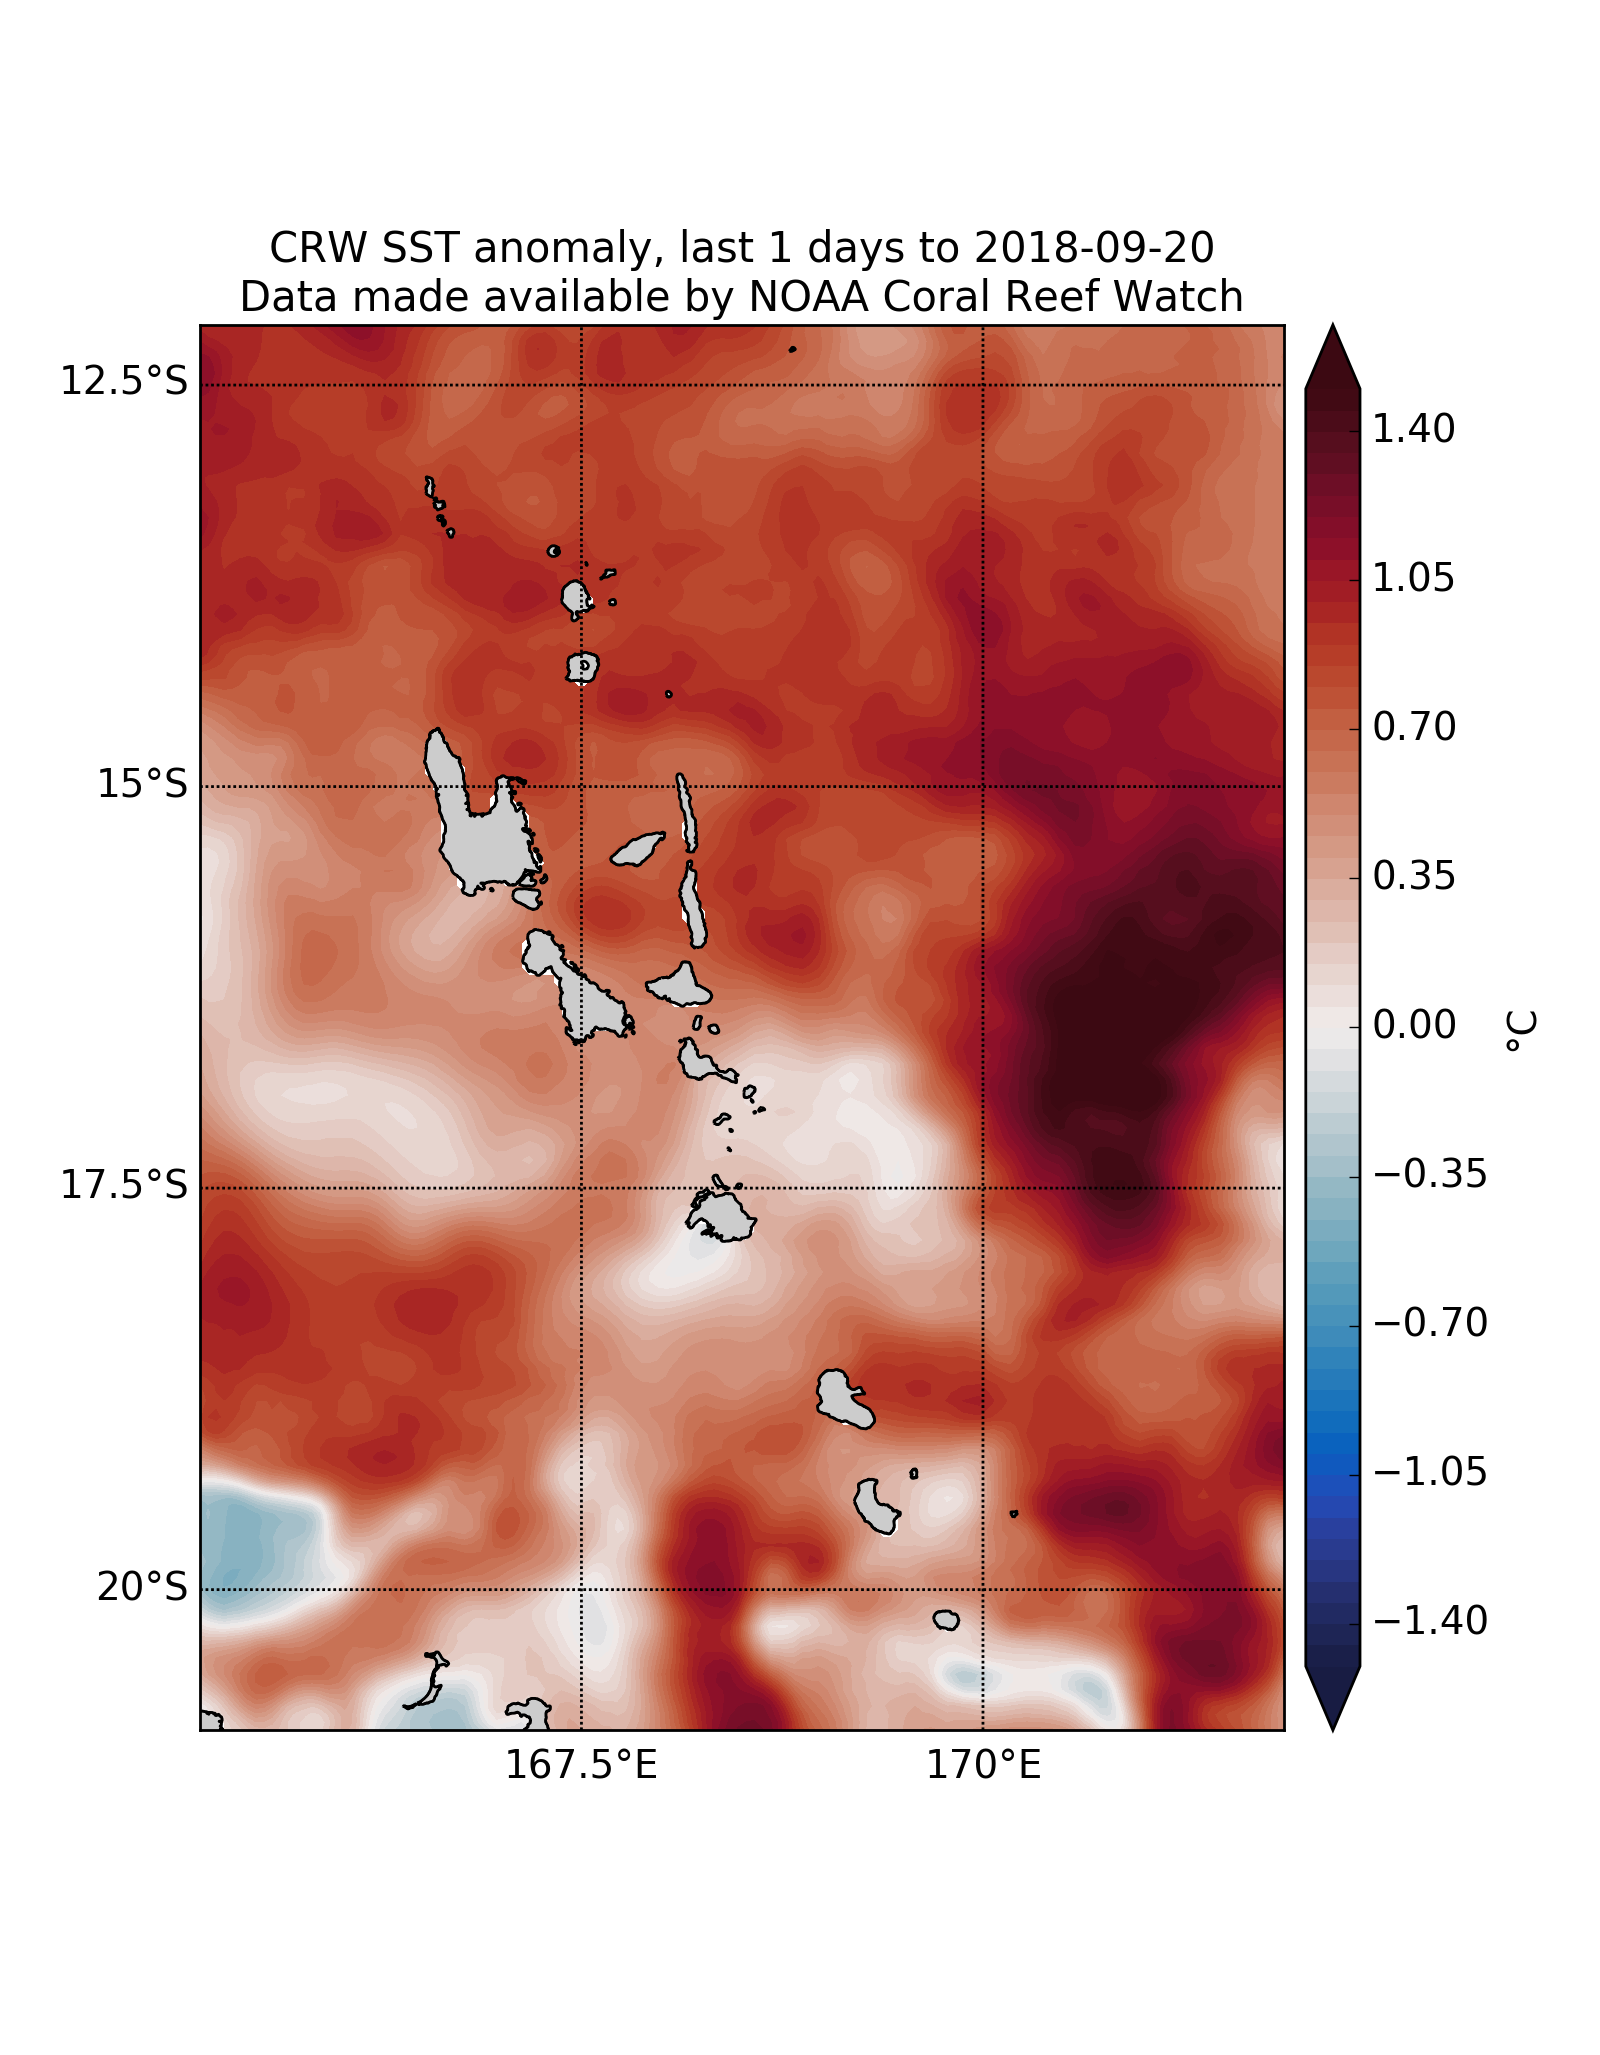 CRW SST anomaly, last 1 days to 2018-09-20
Data made available by NOAA Coral Reef Watch
12.5°S
15°S
17.5°S
20°S
167.5°E
170°E
1.40
1.05
0.70
0.35
0.00
−0.35
−0.70
−1.05
−1.40
°C